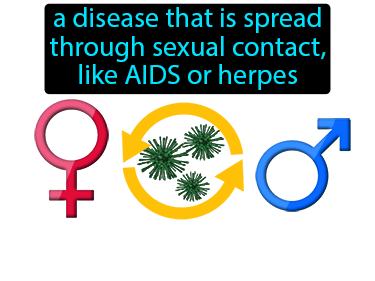 a disease that is spread
through sexual contact,
like AIDS or herpes